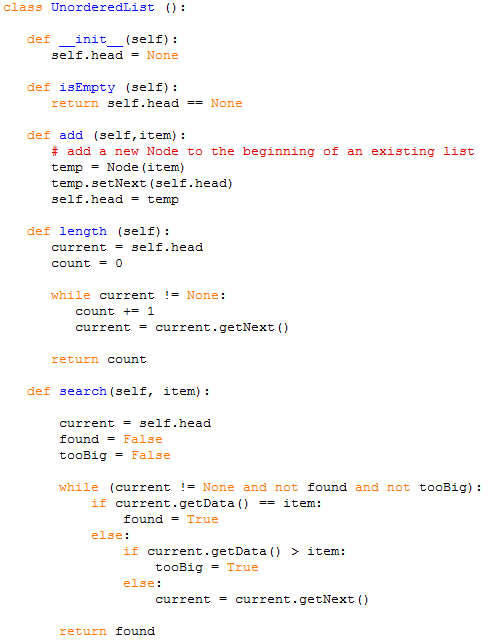 class UnorderedList ():
def __init__(self):
self.head = None
def isEmpty (self):
return self.head == None
def add (self,item):
# add a new Node to the beginning of an existing list
temp = Node(item)
temp.setNext(self.head)
self.head = temp
def length (self):
current = self.head
count = 0
while current != None:
count += 1
current = current.getNext()
return count
def search(self, item):
current = self.head
found = False
tooBig = False
while (current != None and not found and not tooBig):
if current.getData() == item:
found = True
else:
if current.getData() > item:
tooBig = True
else:
current = current.getNext()
return found